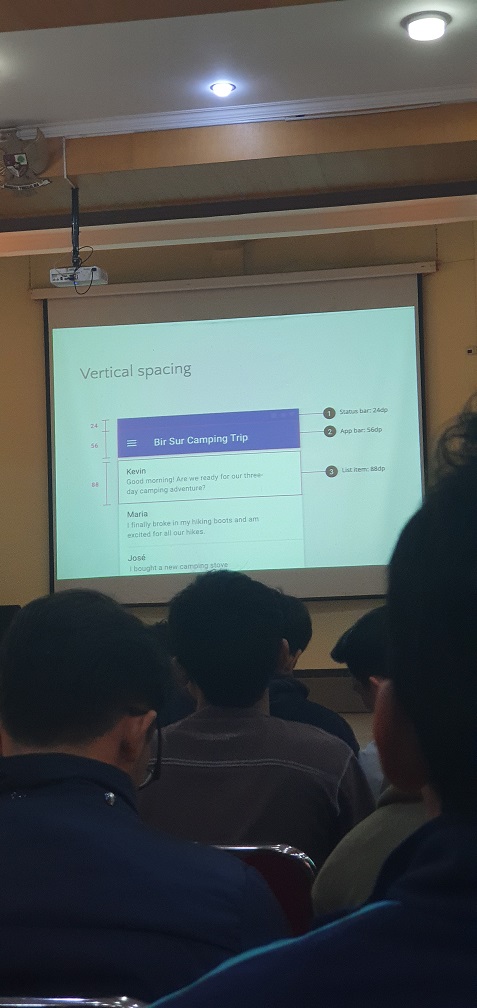 Vertical spacing
24
56
88
Bir Sur Camping Trip
Kevin
Good morning! Are we ready for our three-
day camping adventure?
Maria
I finally broke in my hiking boots and am
excited for all our hikes.
José
I bought a new camping stove
1 Status bar: 24dp
2 App bar: 56dp
3 List item: 88dp